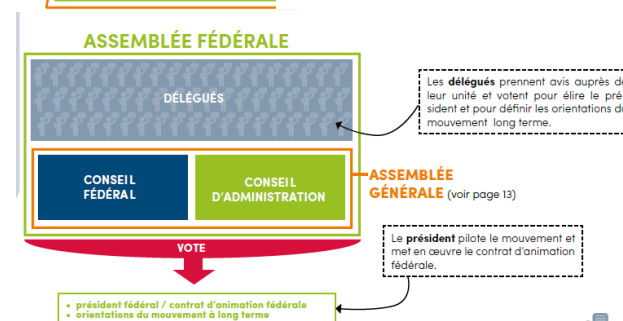 ASSEMBLÉE FÉDÉRALE
DÉLÉGUÉS
Les délégués prennent avis auprès de
leur unité et votent pour élire le pré-
sident et pour définir les orientations du
mouvement long terme.
CONSEIL
FÉDÉRAL
CONSEIL
D'ADMINISTRATION
ASSEMBLÉE
GÉNÉRALE (voir page 13)
VOTE
Le président pilote le mouvement et
met en œuvre le contrat d'animation
fédérale.
• président fédéral / contrat d'animation fédérale
• orientations du mouvement à long terme